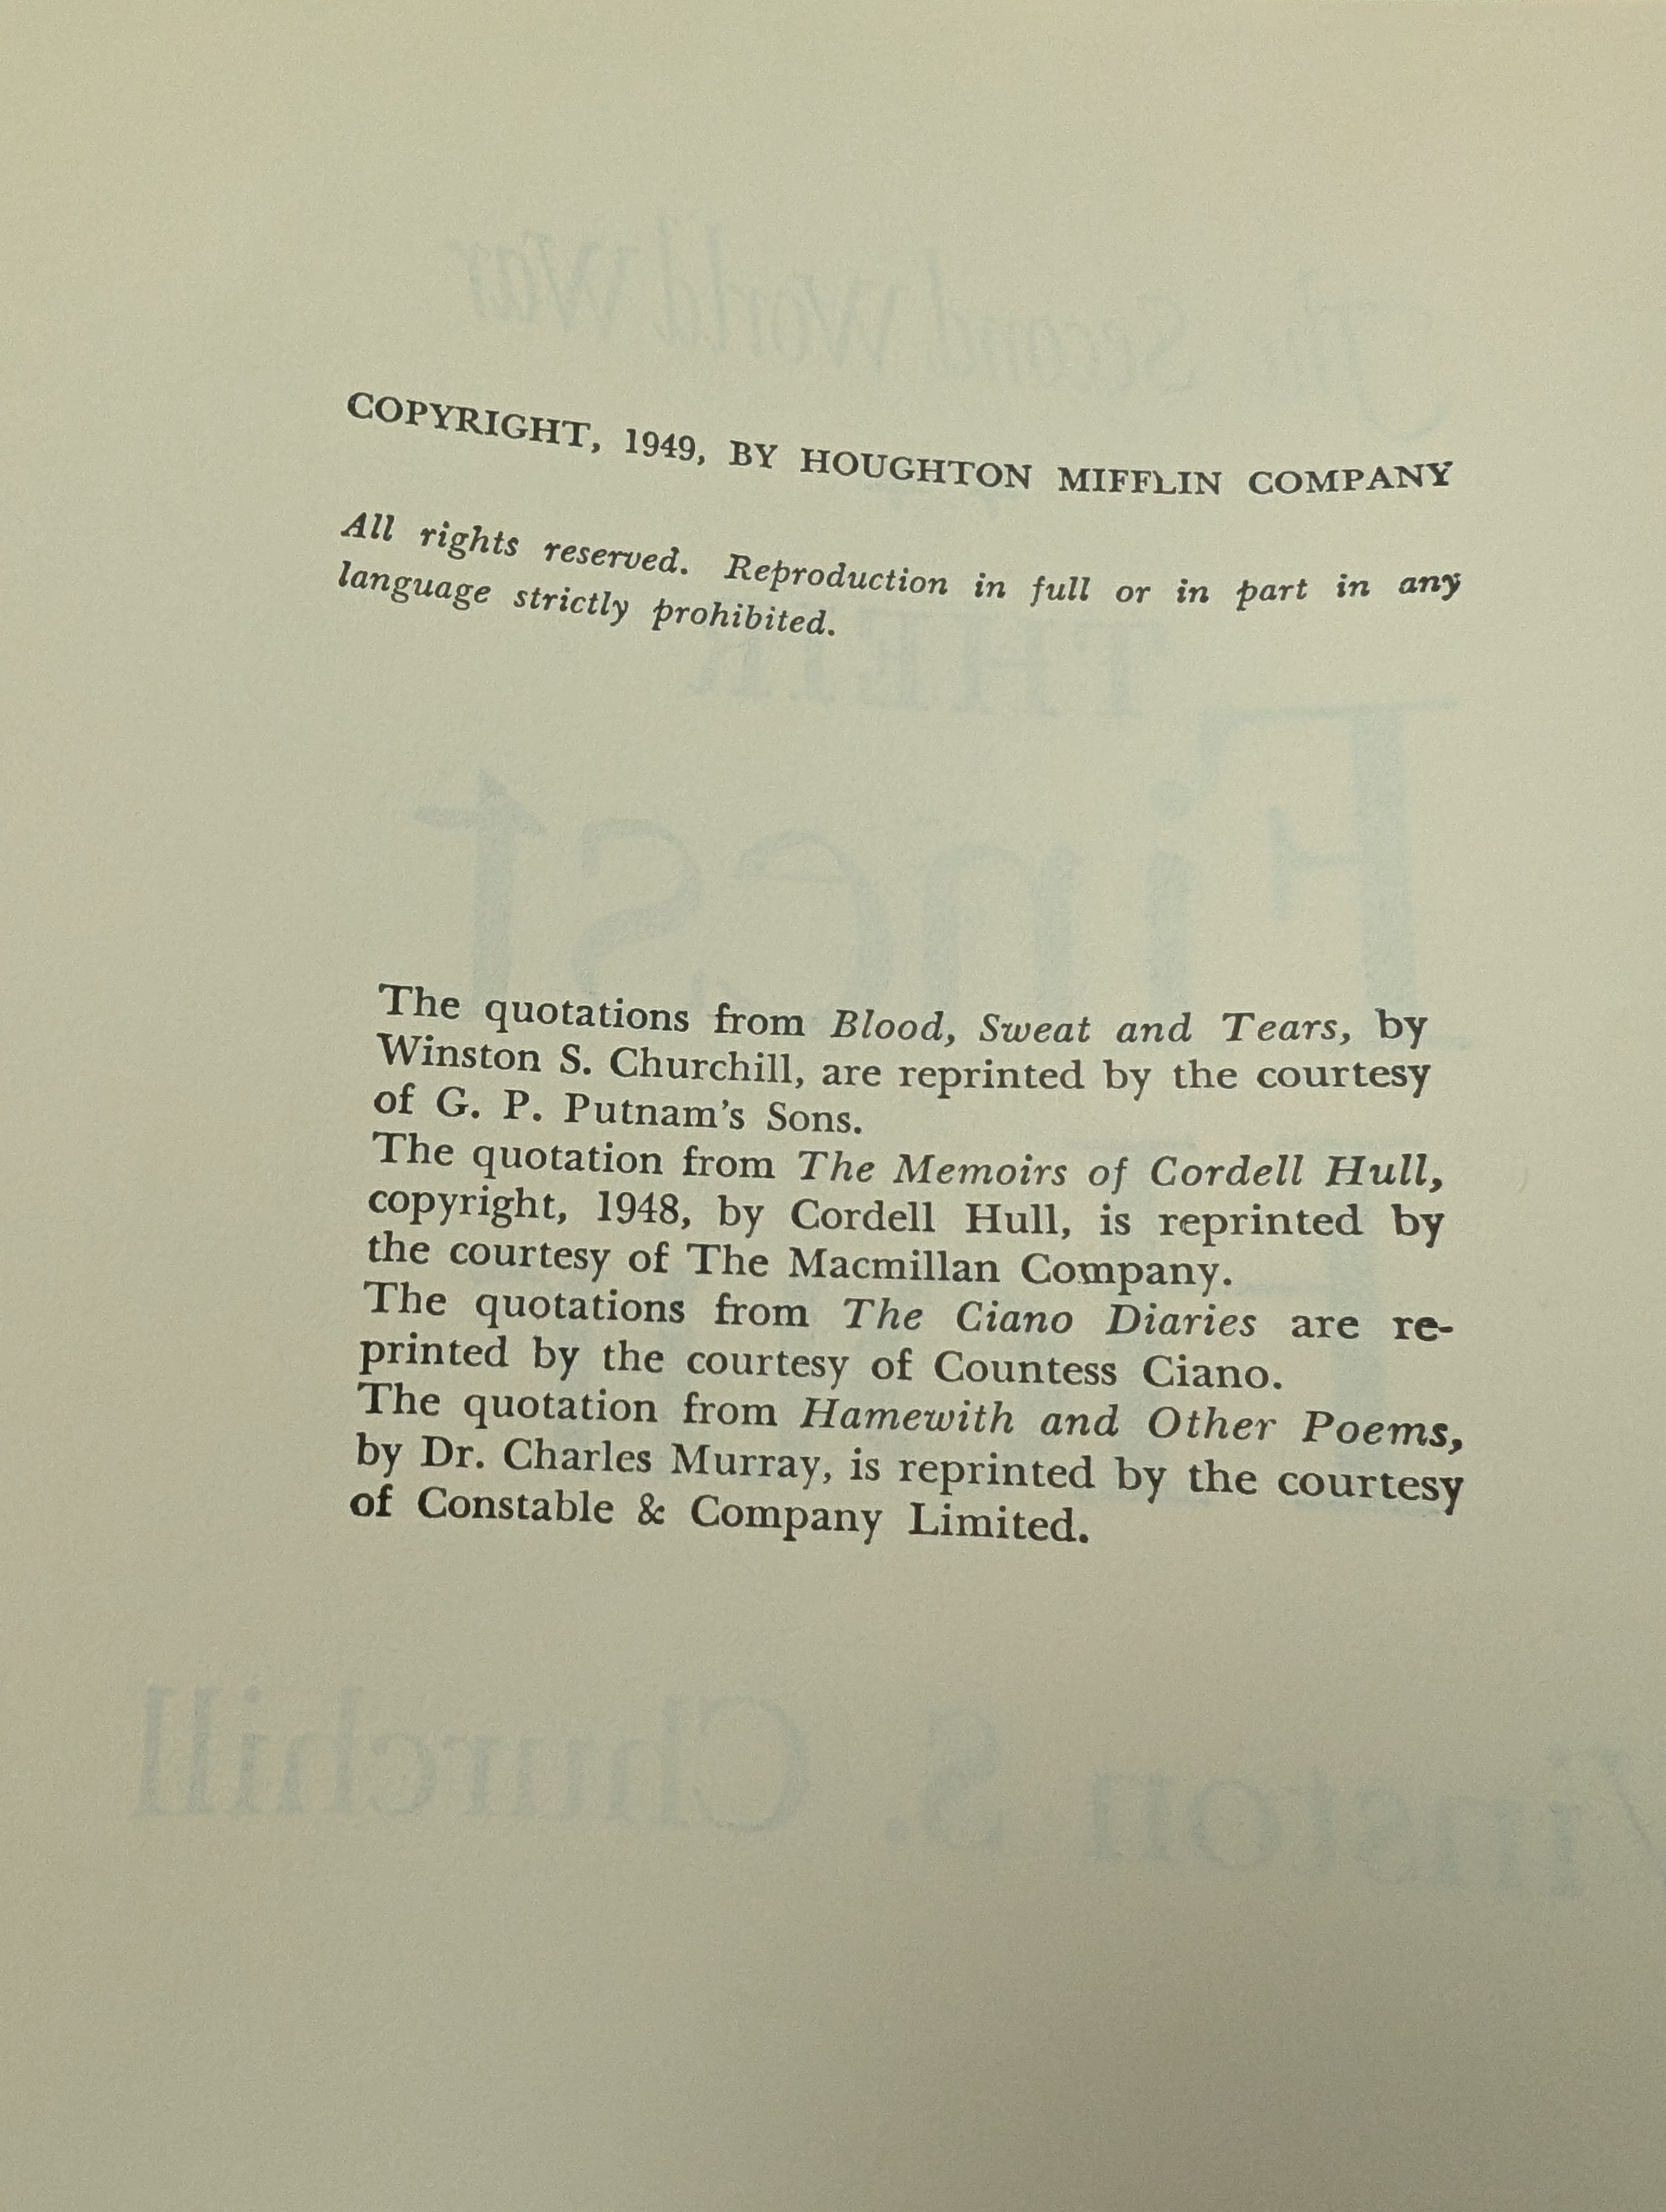 COPYRIGHT, 1949, BY HOUGHTON MIFFLIN COMPANY
All rights reserved. Reproduction in full or in part in any
language strictly prohibited.
The quotations from Blood, Sweat and Tears, by
Winston S. Churchill, are reprinted by the courtesy
of G. P. Putnam's Sons.
The quotation from The Memoirs of Cordell Hull,
copyright, 1948, by Cordell Hull, is reprinted by
the courtesy of The Macmillan Company.
The quotations from The Ciano Diaries are re-
printed by the courtesy of Countess Ciano.
The quotation from Hamewith and Other Poems,
by Dr. Charles Murray, is reprinted by the courtesy
of Constable & Company Limited.